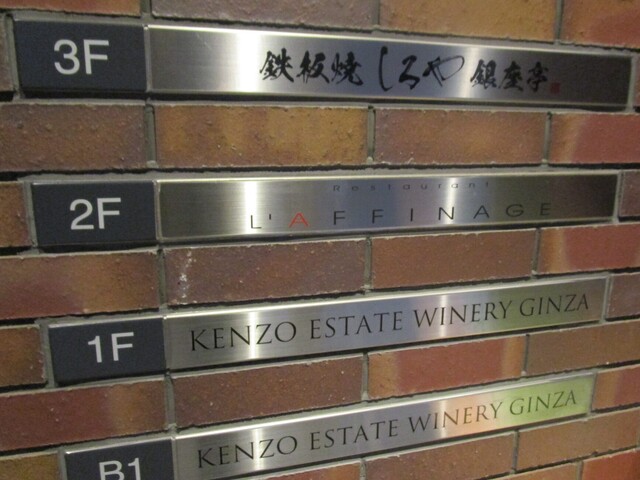 3F 鉄板焼 しろや 銀座亭
2F Restaurant
L'AFFINAGE
1F KENZO ESTATE WINERY GINZA
B1 KENZO ESTATE WINERY GINZA